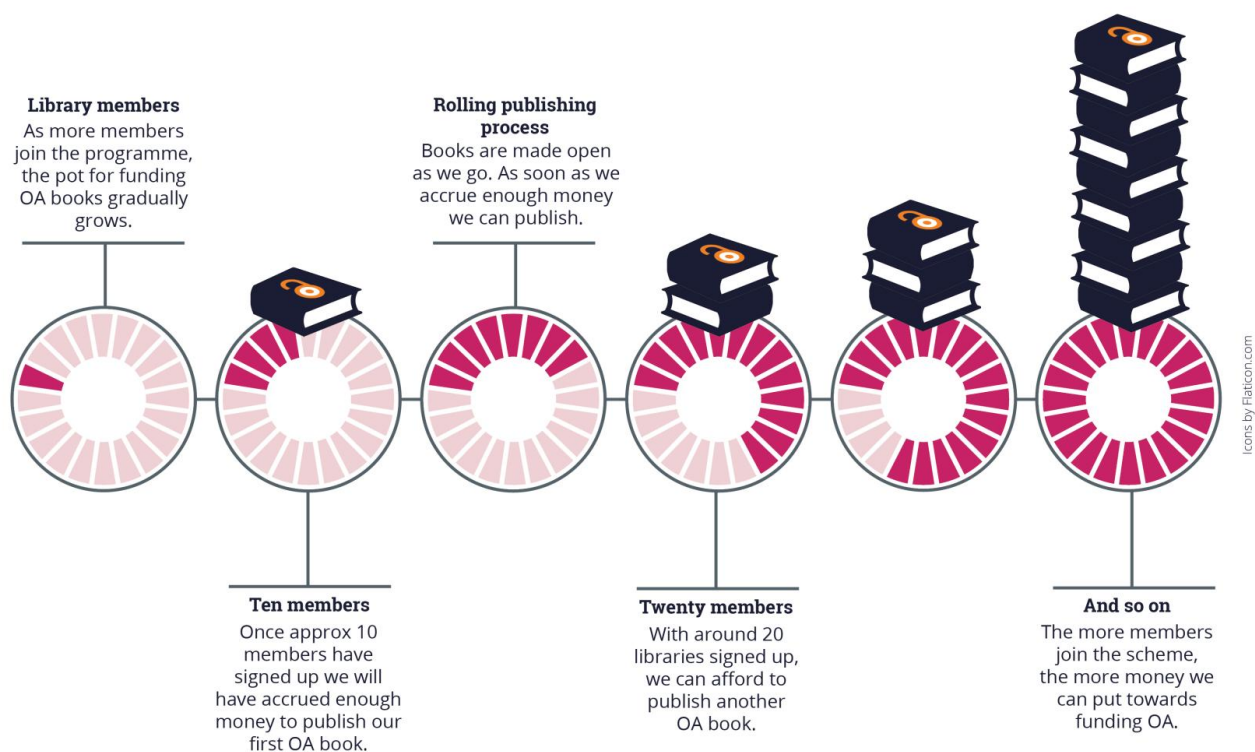 Library members
As more members
join the programme,
the pot for funding
OA books gradually
grows.
Rolling publishing
process
Books are made open
as we go. As soon as we
accrue enough money
we can publish.
Ten members
Once approx 10
members have
signed up we will
have accrued enough
money to publish our
first OA book.
Twenty members
With around 20
libraries signed up,
we can afford to
publish another
OA book.
And so on
The more members
join the scheme,
the more money we
can put towards
funding OA.
Icons by Flaticon.com